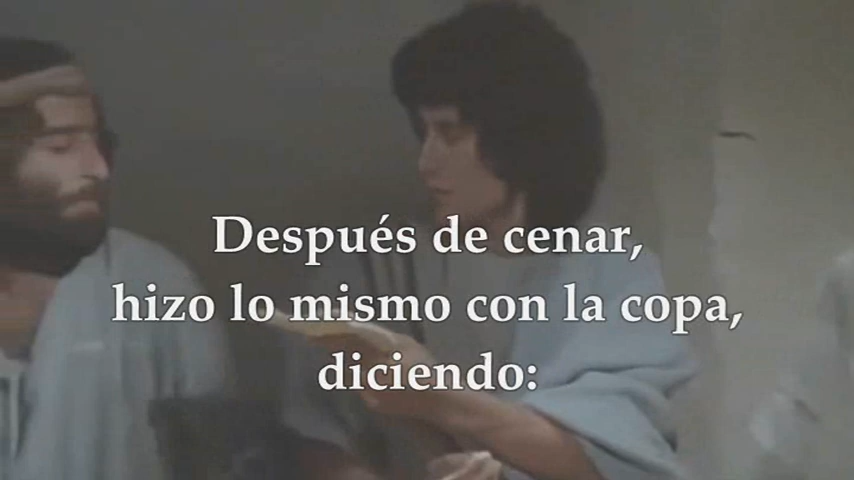 Después de cenar,
hizo lo mismo con la copa,
diciendo: